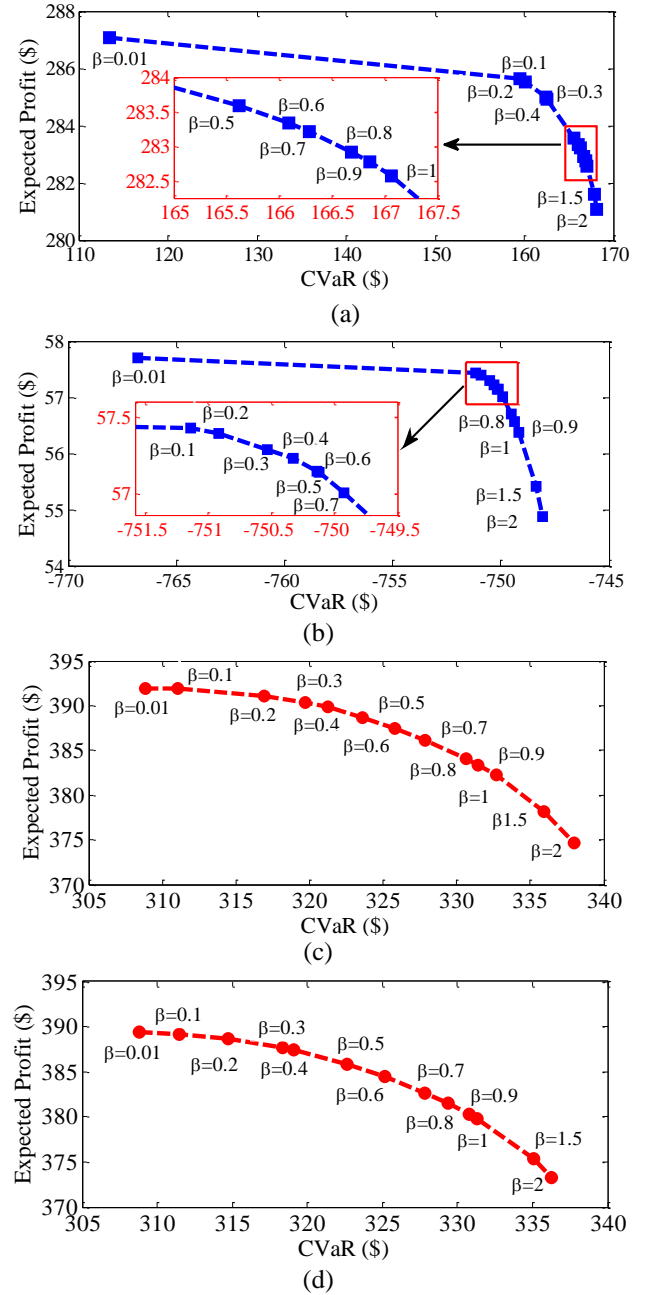 288
286
284
282
280
Expected Profit ($)
β=0.01
β=0.1
β=0.2
β=0.3
β=0.4
β=1.5
β=2
284
283.5
283
282.5
β=0.5
β=0.6
β=0.7
β=0.8
β=0.9
β=1
165 165.5 166 166.5 167 167.5
110 120 130 140 150 160 170
CVaR ($)
(a)
58
57
56
55
54
Expeted Profit ($)
β=0.01
β=0.8
β=0.9
β=1
β=1.5
β=2
57.5
57
β=0.2
β=0.1
β=0.4
β=0.3
β=0.6
β=0.5
β=0.7
-751.5 -751 -750.5 -750 -749.5
-770 -765 -760 -755 -750 -745
CVaR ($)
(b)
395
390
385
380
375
370
Expected Profit ($)
β=0.01
β=0.1
β=0.2
β=0.3
β=0.4
β=0.5
β=0.6
β=0.7
β=0.8
β=0.9
β=1
β1.5
β=2
305 310 315 320 325 330 335 340
CVaR ($)
(c)
395
390
385
380
375
370
Expected Profit ($)
β=0.1
β=0.01
β=0.2
β=0.3
β=0.4
β=0.5
β=0.6
β=0.7
β=0.8
β=0.9
β=1
β=1.5
β=2
305 310 315 320 325 330 335 340
CVaR ($)
(d)